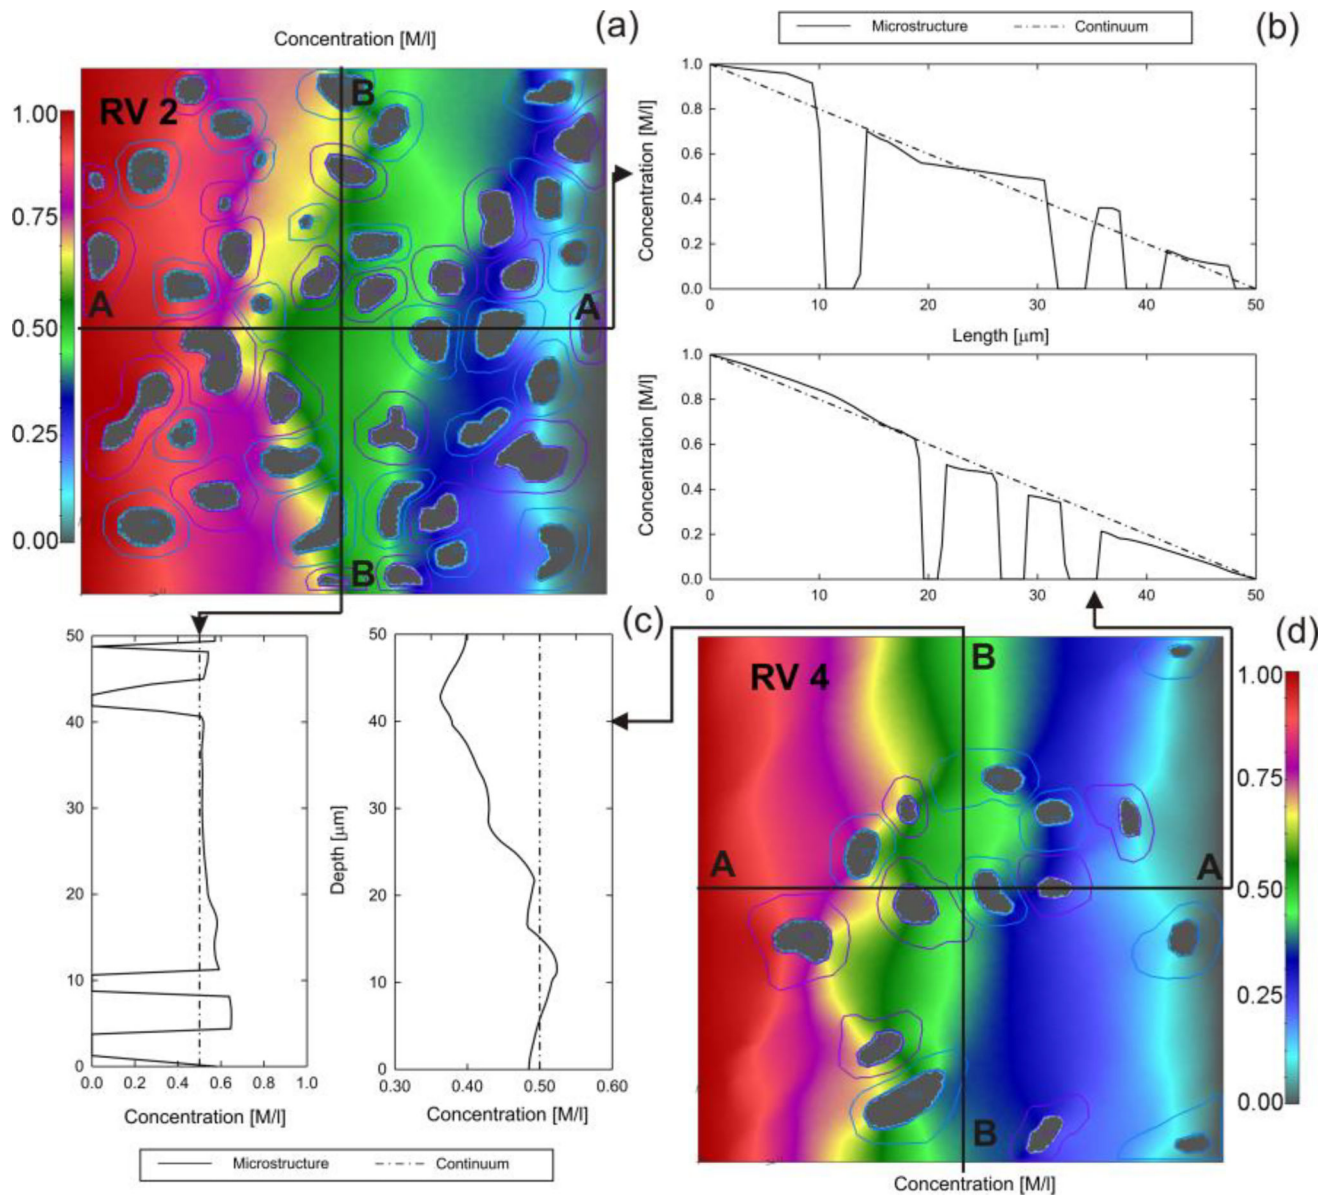 Concentration [M/l]
(a)
RV 2
B
A
A
B
1.00
0.75
0.50
0.25
0.00
Microstructure
Continuum
(b)
Concentration [M/l]
1.0
0.8
0.6
0.4
0.2
0.0
0
10
20
30
40
50
Length [µm]
Concentration [M/l]
1.0
0.8
0.6
0.4
0.2
0.0
0
10
20
30
40
50
(c)
50
40
30
20
10
0
0.0
0.2
0.4
0.6
0.8
1.0
Concentration [M/l]
Depth [µm]
50
40
30
20
10
0
0.30
0.40
0.50
0.60
Concentration [M/l]
Microstructure
Continuum
(d)
RV 4
B
A
A
B
1.00
0.75
0.50
0.25
0.00
Concentration [M/l]